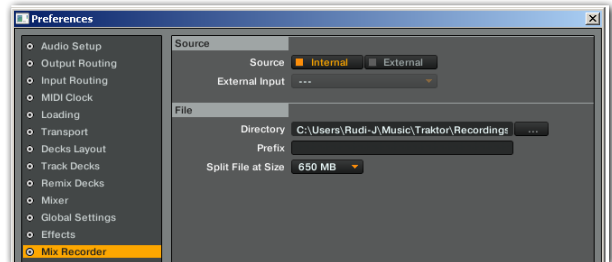 Preferences
Audio Setup
Output Routing
Input Routing
MIDI Clock
Loading
Transport
Decks Layout
Track Decks
Remix Decks
Mixer
Global Settings
Effects
Mix Recorder
Source
Source Internal External
External Input ---
File
Directory C:\Users\Rudi-J\Music\Traktor\Recordings ...
Prefix
Split File at Size 650 MB